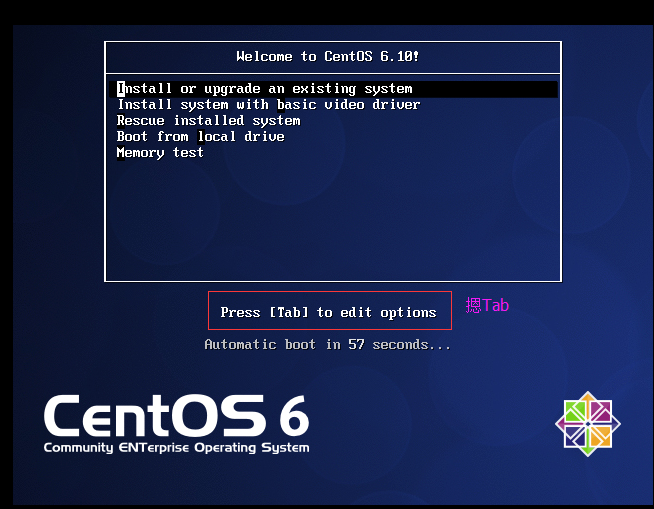 Welcome to CentOS 6.10!
Install or upgrade an existing system
Install system with basic video driver
Rescue installed system
Boot from local drive
Memory test
Press [Tab] to edit options
摁Tab
Automatic boot in 57 seconds...
CentOS 6
Community ENTerprise Operating System